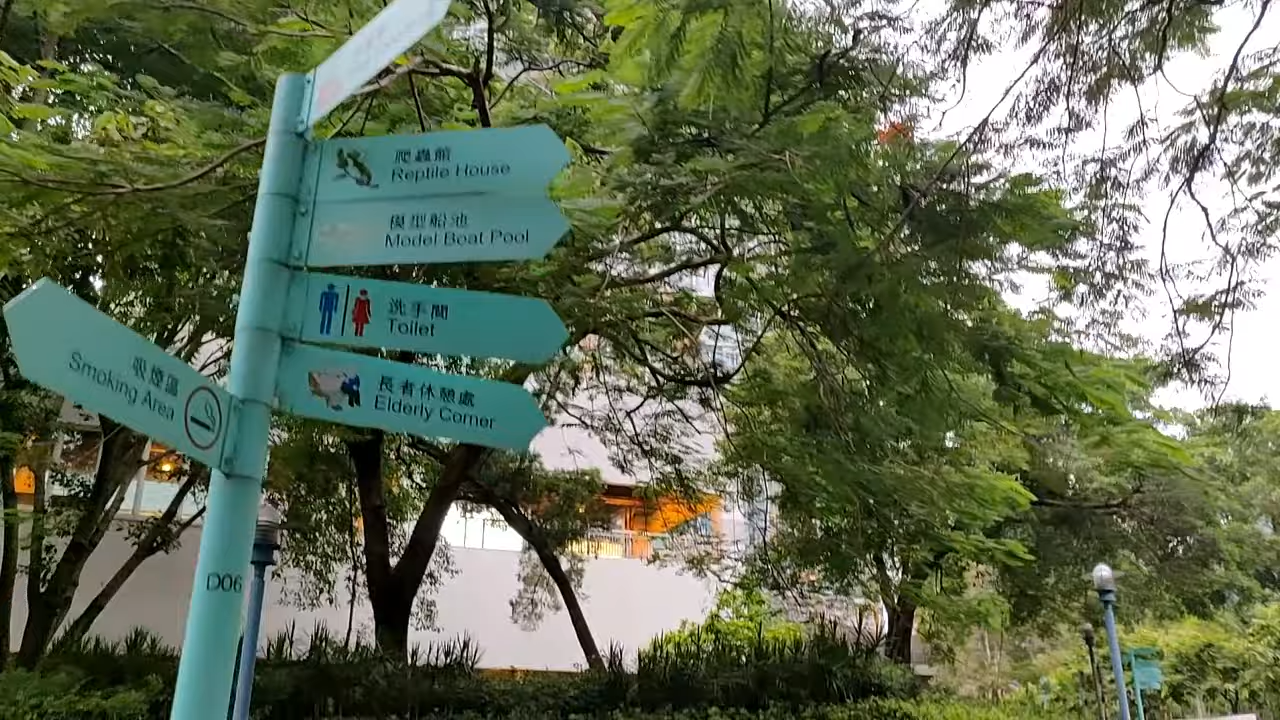 爬蟲館
Reptile House
模型船池
Model Boat Pool
洗手間
Toilet
長者休憩處
Elderly Corner
吸煙區
Smoking Area
D06